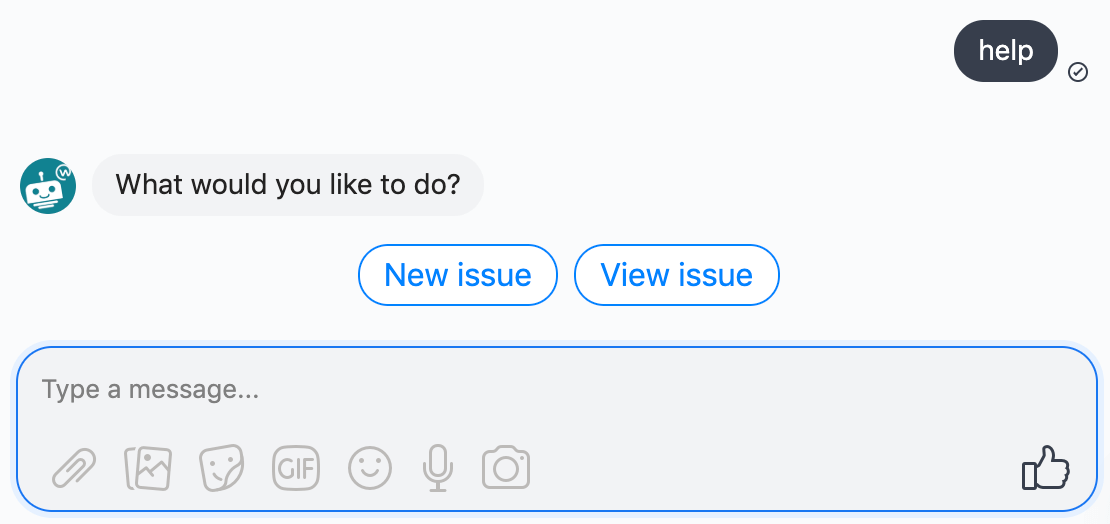 help
What would you like to do?
New issue
View issue
Type a message...
GIF